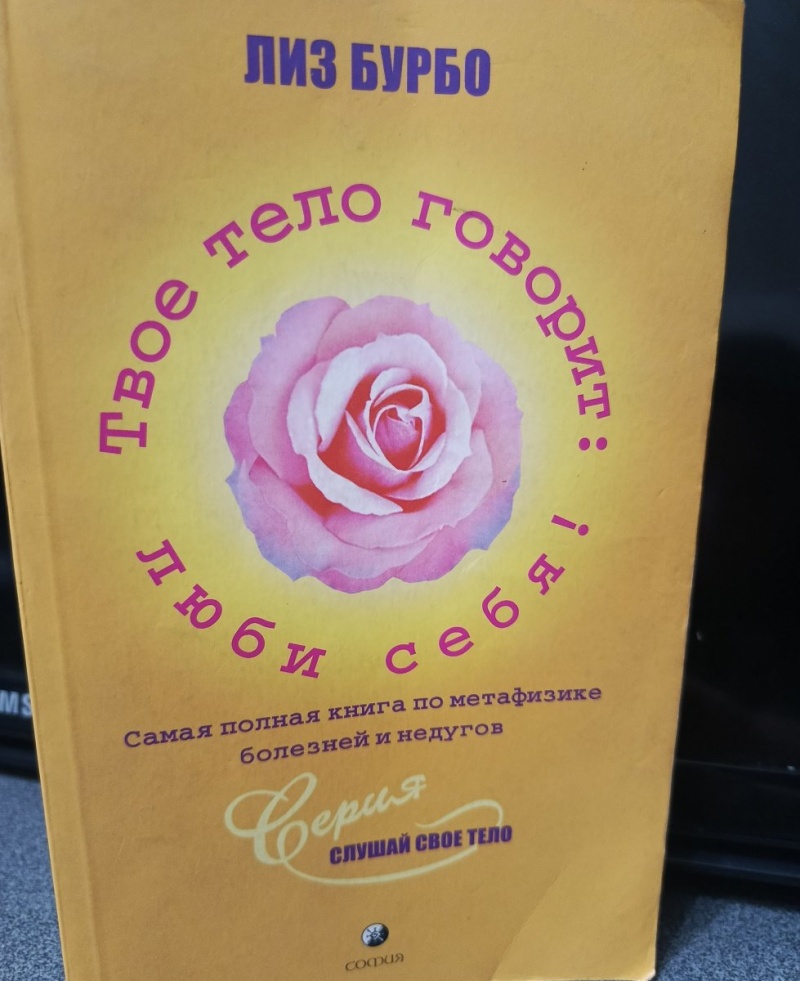 ЛИЗ БУРБО
Твое тело говорит:
люби себя!
Самая полная книга по метафизике
болезней и недугов
Серия
СЛУШАЙ СВОЕ ТЕЛО
СОФИЯ